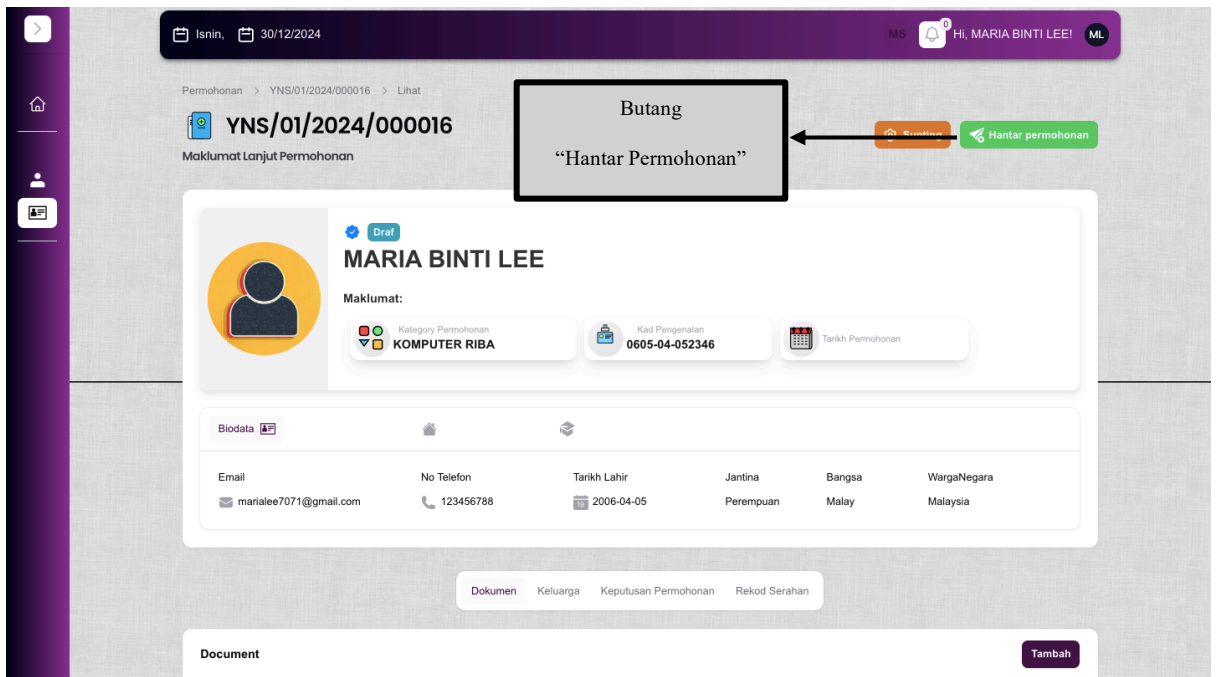 Isnin, 30/12/2024
MS 0 Hi, MARIA BINTI LEE! ML
Permohonan > YNS/01/2024/000016 > Lihat
YNS/01/2024/000016
Maklumat Lanjut Permohonan
Butang
“Hantar Permohonan”
Sunting
Hantar permohonan
Draf
MARIA BINTI LEE
Maklumat:
Kategory Permohonan
KOMPUTER RIBA
Kad Pengenalan
0605-04-052346
Tarikh Permohonan
Biodata
Email No Telefon Tarikh Lahir Jantina Bangsa WargaNegara
marialee7071@gmail.com 123456788 2006-04-05 Perempuan Malay Malaysia
Dokumen Keluarga Keputusan Permohonan Rekod Serahan
Document Tambah